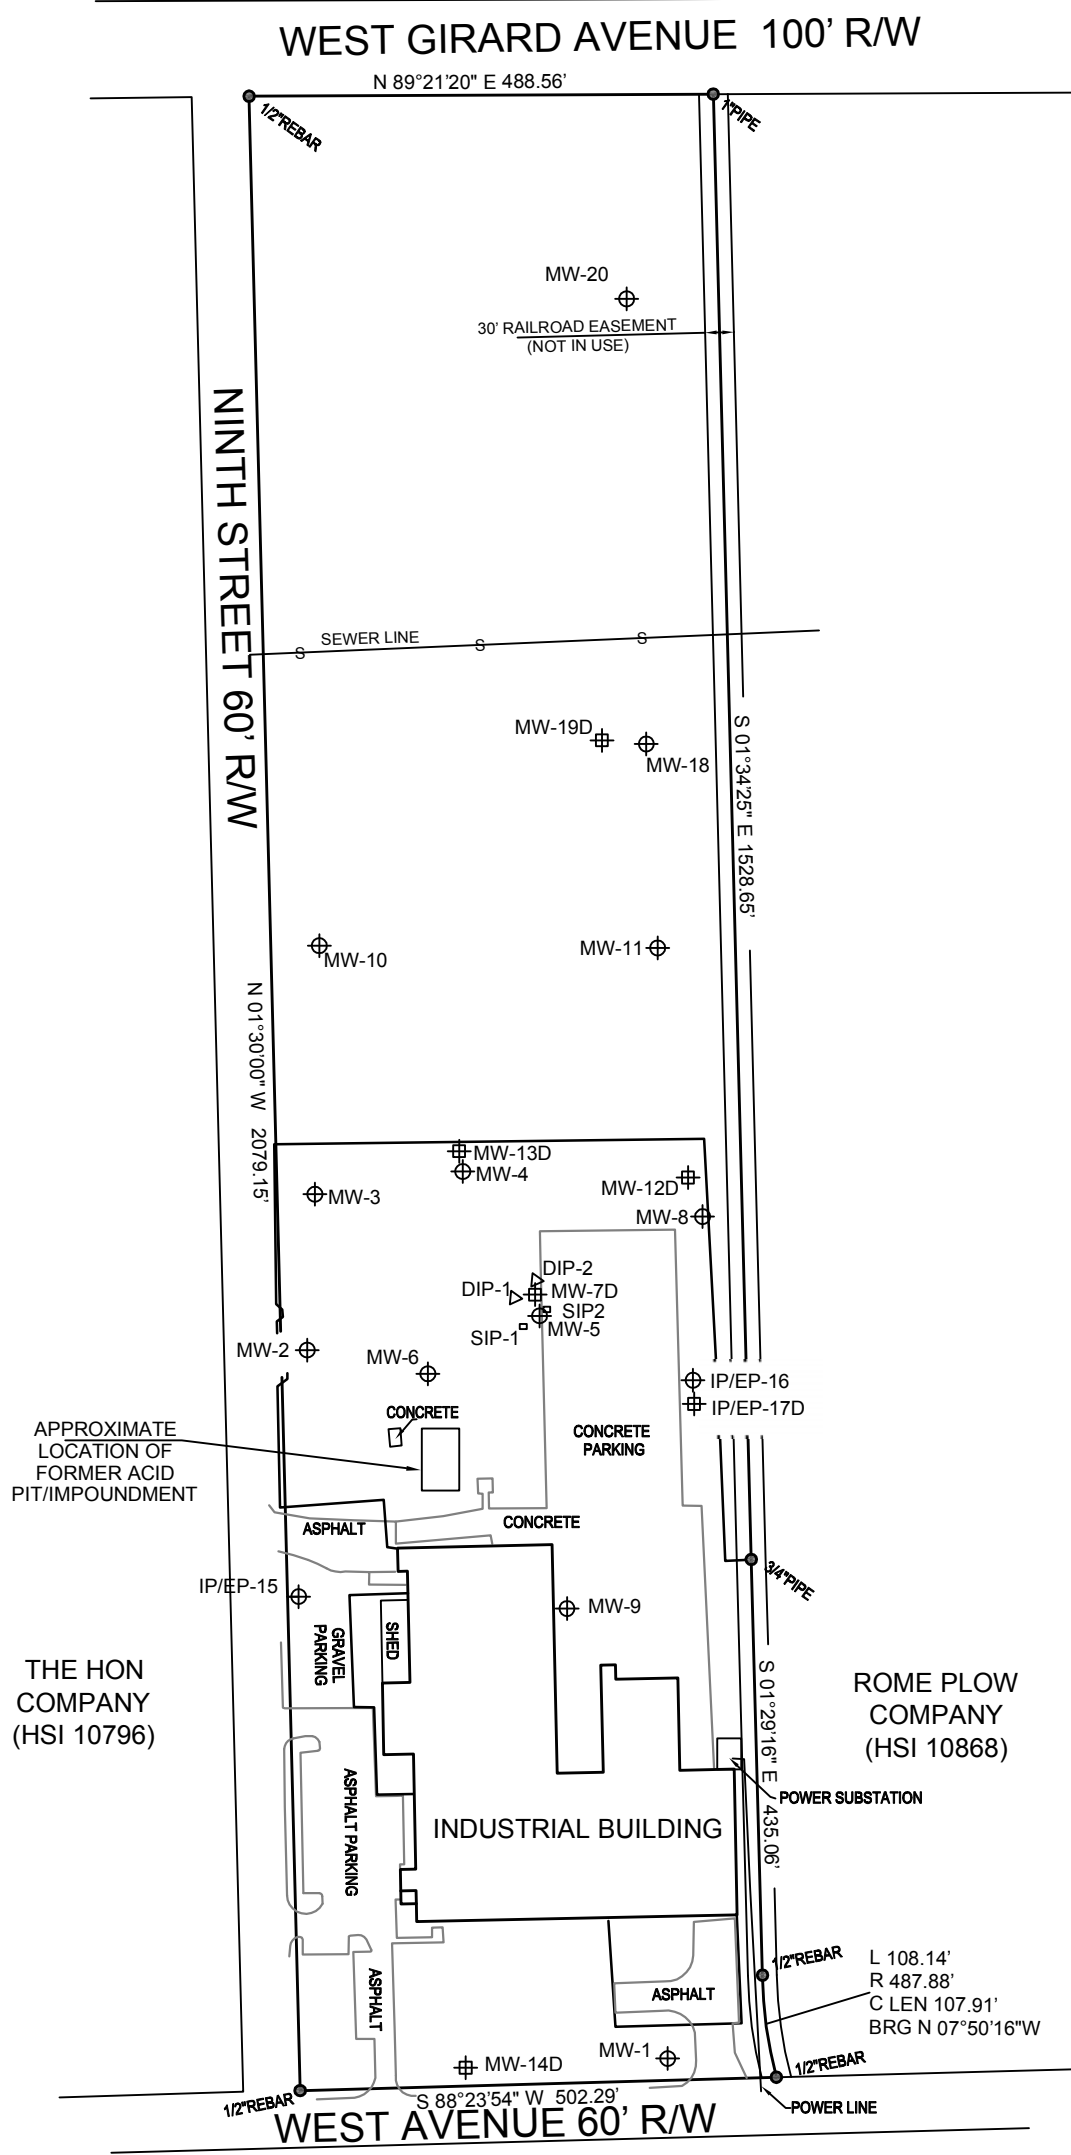 WEST GIRARD AVENUE 100' R/W
N 89°21'20" E 488.56'
1/2"REBAR
1"PIPE
MW-20
30' RAILROAD EASEMENT
(NOT IN USE)
NINTH STREET 60' R/W
SEWER LINE
S
S
S
MW-19D
MW-18
S 01°34'25" E 1528.65'
MW-10
MW-11
N 01°30'00" W 2079.15'
MW-13D
MW-4
MW-12D
MW-3
MW-8
DIP-2
DIP-1
MW-7D
SIP2
MW-5
SIP-1
MW-2
MW-6
IP/EP-16
IP/EP-17D
CONCRETE
APPROXIMATE
LOCATION OF
FORMER ACID
PIT/IMPOUNDMENT
CONCRETE
PARKING
ASPHALT
CONCRETE
3/4"PIPE
IP/EP-15
MW-9
GRAVEL
PARKING
SHED
THE HON
COMPANY
(HSI 10796)
S 01°29'16" E 435.06'
ROME PLOW
COMPANY
(HSI 10868)
ASPHALT PARKING
POWER SUBSTATION
INDUSTRIAL BUILDING
1/2"REBAR
L 108.14'
R 487.88'
C LEN 107.91'
BRG N 07°50'16"W
ASPHALT
ASPHALT
MW-1
MW-14D
1/2"REBAR
1/2"REBAR
S 88°23'54" W 502.29'
POWER LINE
WEST AVENUE 60' R/W